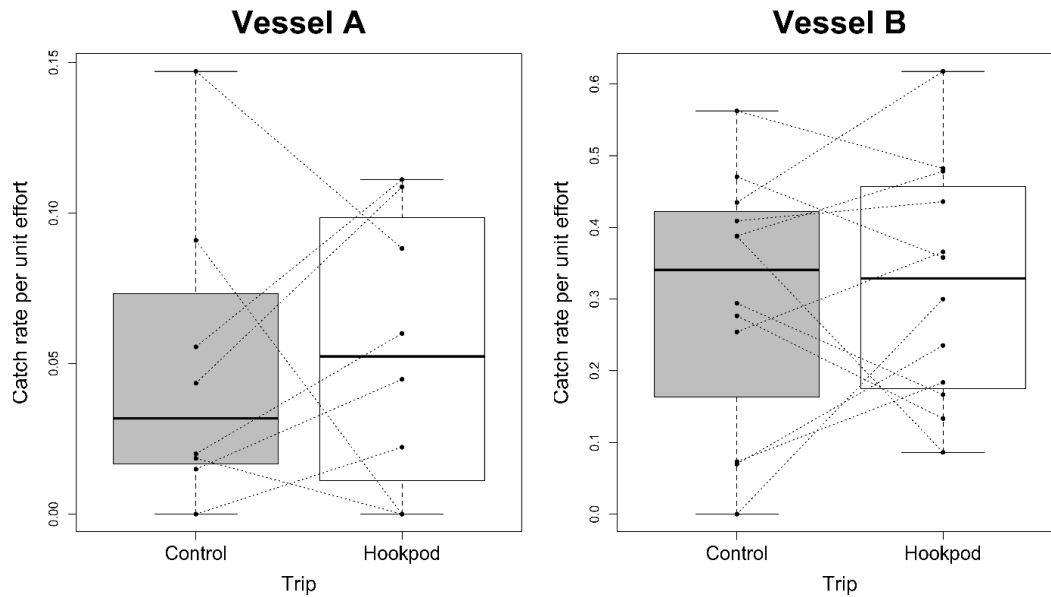 Vessel A
Catch rate per unit effort
0.15
0.10
0.05
0.00
Control
Hookpod
Trip
Vessel B
Catch rate per unit effort
0.6
0.5
0.4
0.3
0.2
0.1
0.0
Control
Hookpod
Trip